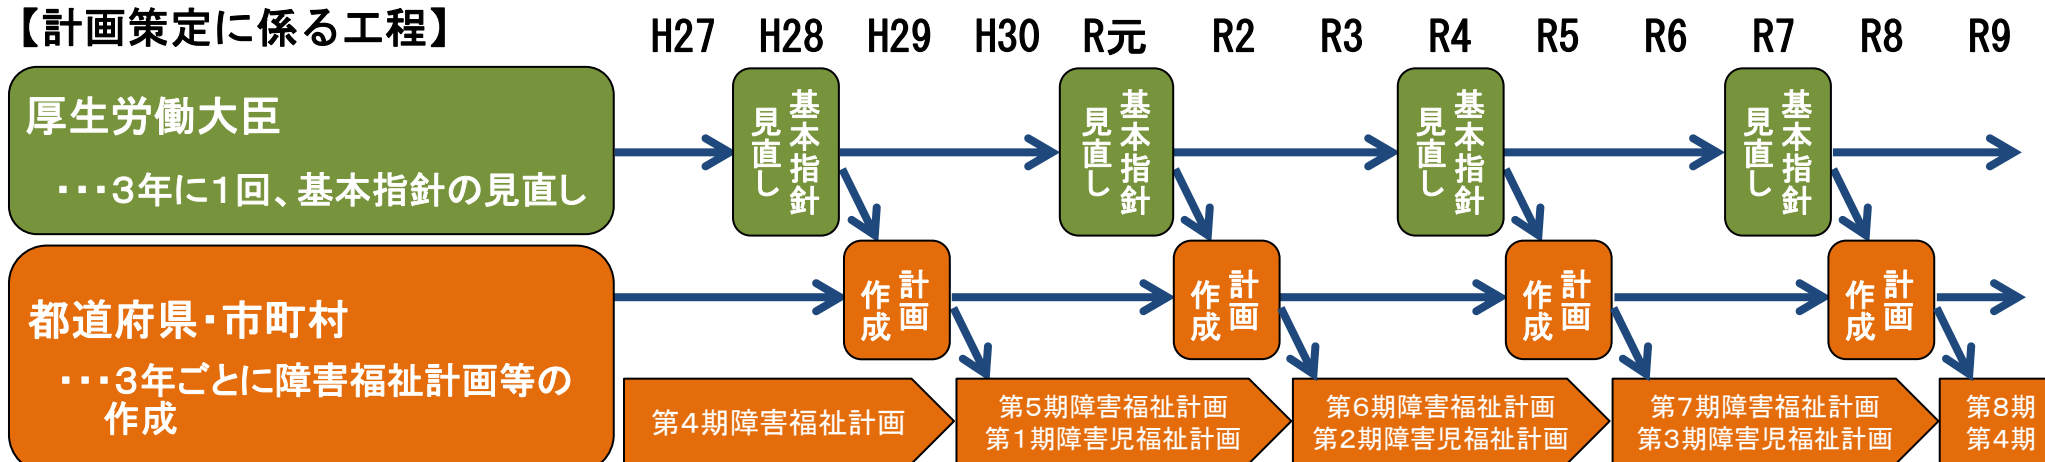 【計画策定に係る工程】
H27 H28 H29 H30 R元 R2 R3 R4 R5 R6 R7 R8 R9
厚生労働大臣
・・・３年に１回、基本指針の見直し
基本指針
見直し
基本指針
見直し
基本指針
見直し
基本指針
見直し
都道府県・市町村
・・・３年ごとに障害福祉計画等の
作成
計画
作成
計画
作成
計画
作成
計画
作成
第４期障害福祉計画
第５期障害福祉計画
第１期障害児福祉計画
第６期障害福祉計画
第２期障害児福祉計画
第７期障害福祉計画
第３期障害児福祉計画
第８期
第４期